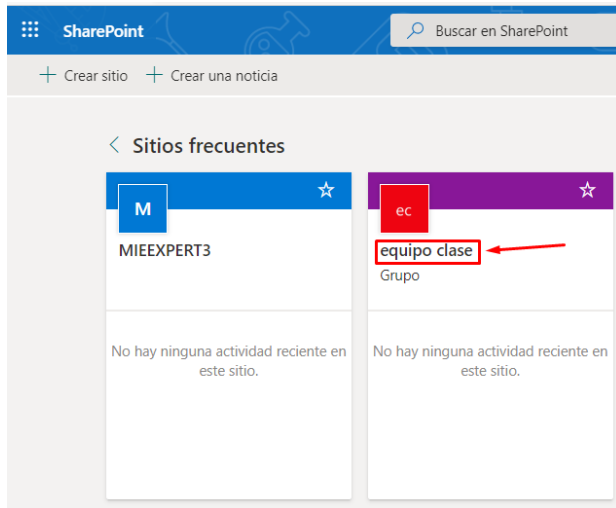 SharePoint
Buscar en SharePoint
Crear sitio
Crear una noticia
Sitios frecuentes
M
ec
MIEEXPERT3
equipo clase
Grupo
No hay ninguna actividad reciente en
este sitio.
No hay ninguna actividad reciente en
este sitio.